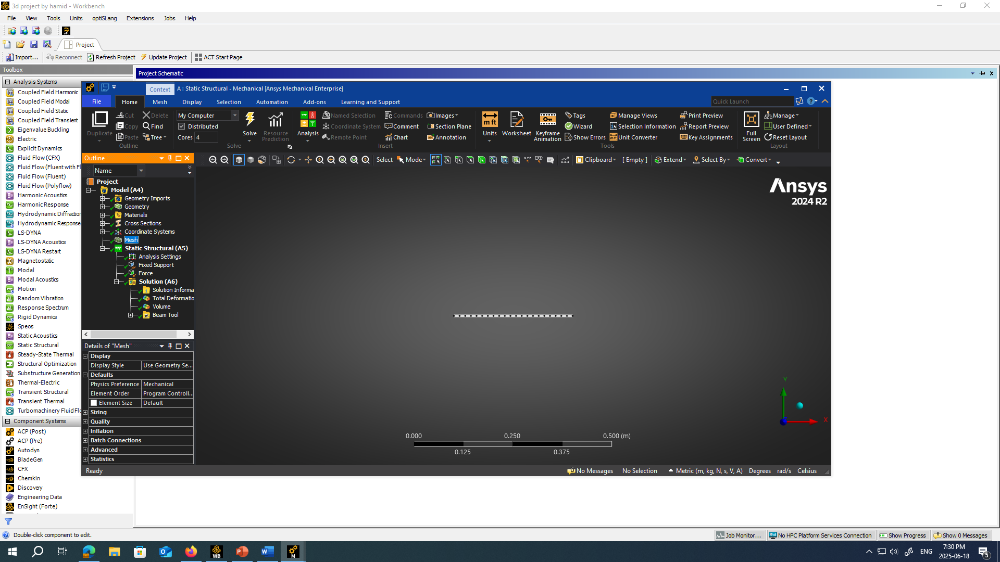 3d project by hamid - Workbench
File View Tools Units optiSLang Extensions Jobs Help
Project
Import... Reconnect Refresh Project Update Project ACT Start Page
Toolbox
Project Schematic
Analysis Systems
Coupled Field Harmonic
Coupled Field Modal
Coupled Field Static
Coupled Field Transient
Eigenvalue Buckling
Electric
Explicit Dynamics
Fluid Flow (CFX)
Fluid Flow (Fluent with Fl
Fluid Flow (Fluent)
Fluid Flow (Polyflow)
Harmonic Acoustics
Harmonic Response
Hydrodynamic Diffraction
Hydrodynamic Response
LS-DYNA
LS-DYNA Acoustics
LS-DYNA Restart
Magnetostatic
Modal
Modal Acoustics
Motion
Random Vibration
Response Spectrum
Rigid Dynamics
Speos
Static Acoustics
Static Structural
Steady-State Thermal
Structural Optimization
Substructure Generation
Thermal-Electric
Transient Structural
Transient Thermal
Turbomachinery Fluid Flo
Component Systems
ACP (Post)
ACP (Pre)
Autodyn
BladeGen
CFX
Chemkin
Discovery
Engineering Data
EnSight (Forte)
Context A : Static Structural - Mechanical [Ansys Mechanical Enterprise]
File Home Mesh Display Selection Automation Add-ons Learning and Support Quick Launch
Duplicate
Cut Delete
Copy Find
Paste Tree
Outline
My Computer
Distributed
Cores 4
Solve
Resource Prediction
Solve
Analysis
Named Selection Commands Images
Coordinate System Comment Section Plane
Remote Point Chart Annotation
Insert
Units Worksheet Keyframe Animation
Tags Manage Views Print Preview
Wizard Selection Information Report Preview
Show Errors Unit Converter Key Assignments
Tools
Full Screen
Manage
User Defined
Reset Layout
Layout
Outline
Name
Select Mode Clipboard [ Empty ] Extend Select By Convert
Project
Model (A4)
Geometry Imports
Geometry
Materials
Cross Sections
Coordinate Systems
Mesh
Static Structural (A5)
Analysis Settings
Fixed Support
Force
Solution (A6)
Solution Informa
Total Deformatio
Volume
Beam Tool
Details of "Mesh"
Display
Display Style Use Geometry Se...
Defaults
Physics Preference Mechanical
Element Order Program Controll...
Element Size Default
Sizing
Quality
Inflation
Batch Connections
Advanced
Statistics
Ansys
2024 R2
Y
X
0.000 0.250 0.500 (m)
0.125 0.375
Ready No Messages No Selection Metric (m, kg, N, s, V, A) Degrees rad/s Celsius
Double-click component to edit. Job Monitor... No HPC Platform Services Connection Show Progress Show 0 Messages
WB M ENG 7:30 PM
2025-06-18 5